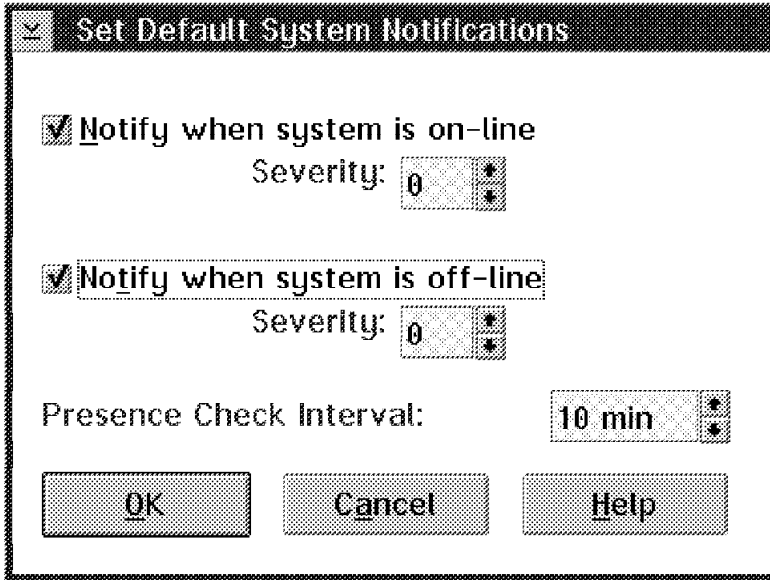 Set Default System Notifications
Notify when system is on-line
Severity: 0
Notify when system is off-line
Severity: 0
Presence Check Interval: 10 min
OK Cancel Help